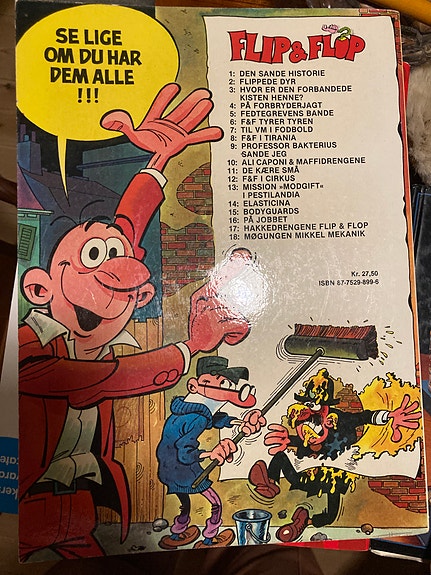 SE LIGE
OM DU HAR
DEM ALLE
!!!
FLIP & FLOP
1: DEN SANDE HISTORIE
2: FLIPPEDE DYR
3: HVOR ER DEN FORBANDEDE
KISTEN HENNE?
4: PÅ FORBRYDERJAGT
5: FEDTEGREVENS BANDE
6: F&F TYRER TYREN
7: TIL VM I FODBOLD
8: F&F I TIRANIA
9: PROFESSOR BAKTERIUS
SANDE JEG
10: ALI CAPONI & MAFFIDRENGENE
11: DE KÆRE SMÅ
12: F&F I CIRKUS
13: MISSION »MODGIFT«
I PESTILANDIA
14: ELASTICINA
15: BODYGUARDS
16: PÅ JOBBET
17: HAKKEDRENGENE FLIP & FLOP
18: MØGUNGEN MIKKEL MEKANIK
Kr. 27,50
ISBN 87-7529-899-6